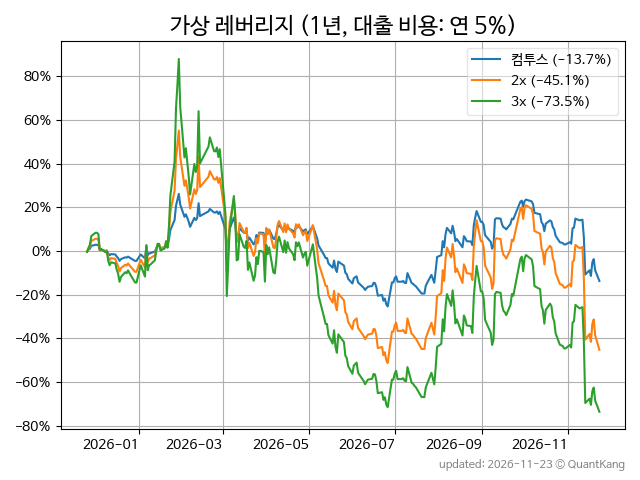 가상 레버리지 (1년, 대출 비용: 연 5%)
컴투스 (-13.7%)
2x (-45.1%)
3x (-73.5%)
80%
60%
40%
20%
0%
-20%
-40%
-60%
-80%
2026-01 2026-03 2026-05 2026-07 2026-09 2026-11
updated: 2026-11-23 © QuantKang